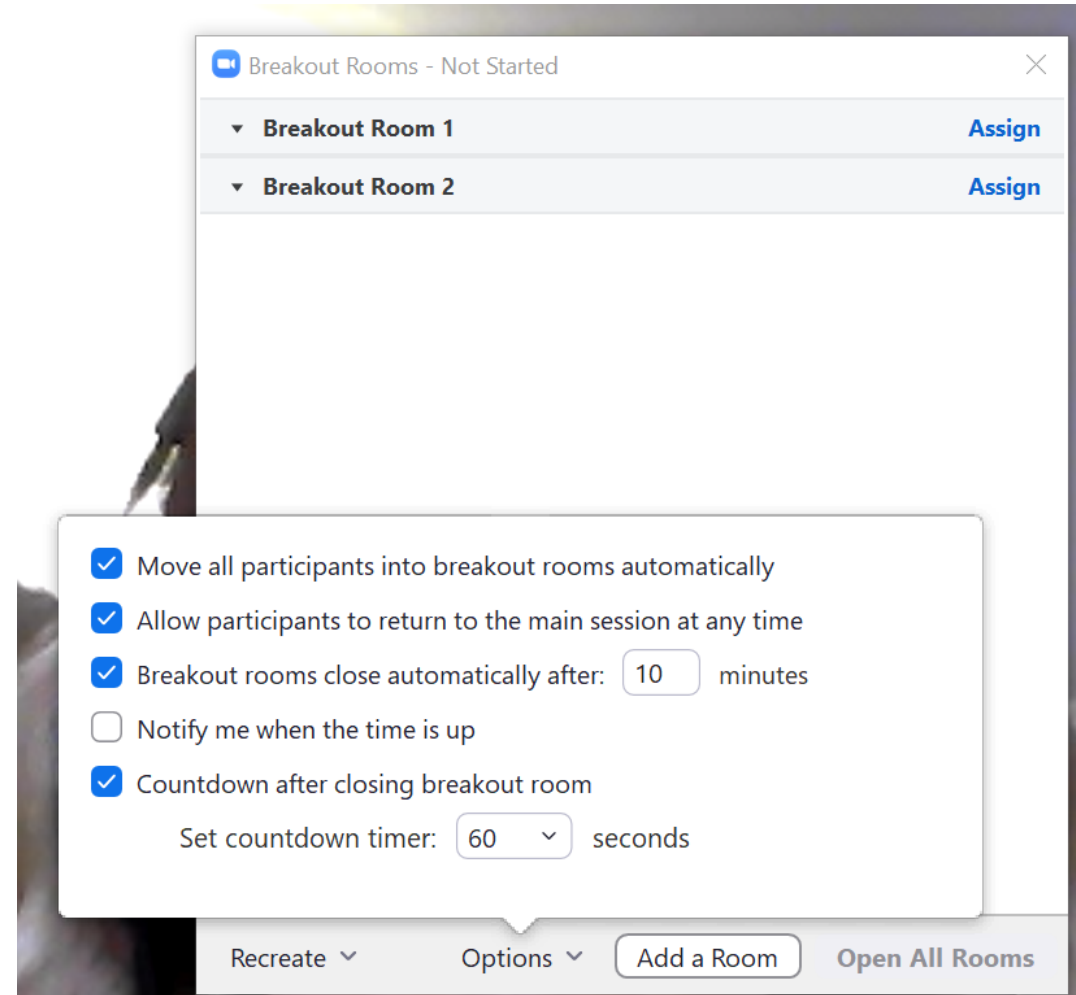 Breakout Rooms - Not Started
Breakout Room 1 Assign
Breakout Room 2 Assign
Move all participants into breakout rooms automatically
Allow participants to return to the main session at any time
Breakout rooms close automatically after: 10 minutes
Notify me when the time is up
Countdown after closing breakout room
Set countdown timer: 60 seconds
Recreate Options Add a Room Open All Rooms